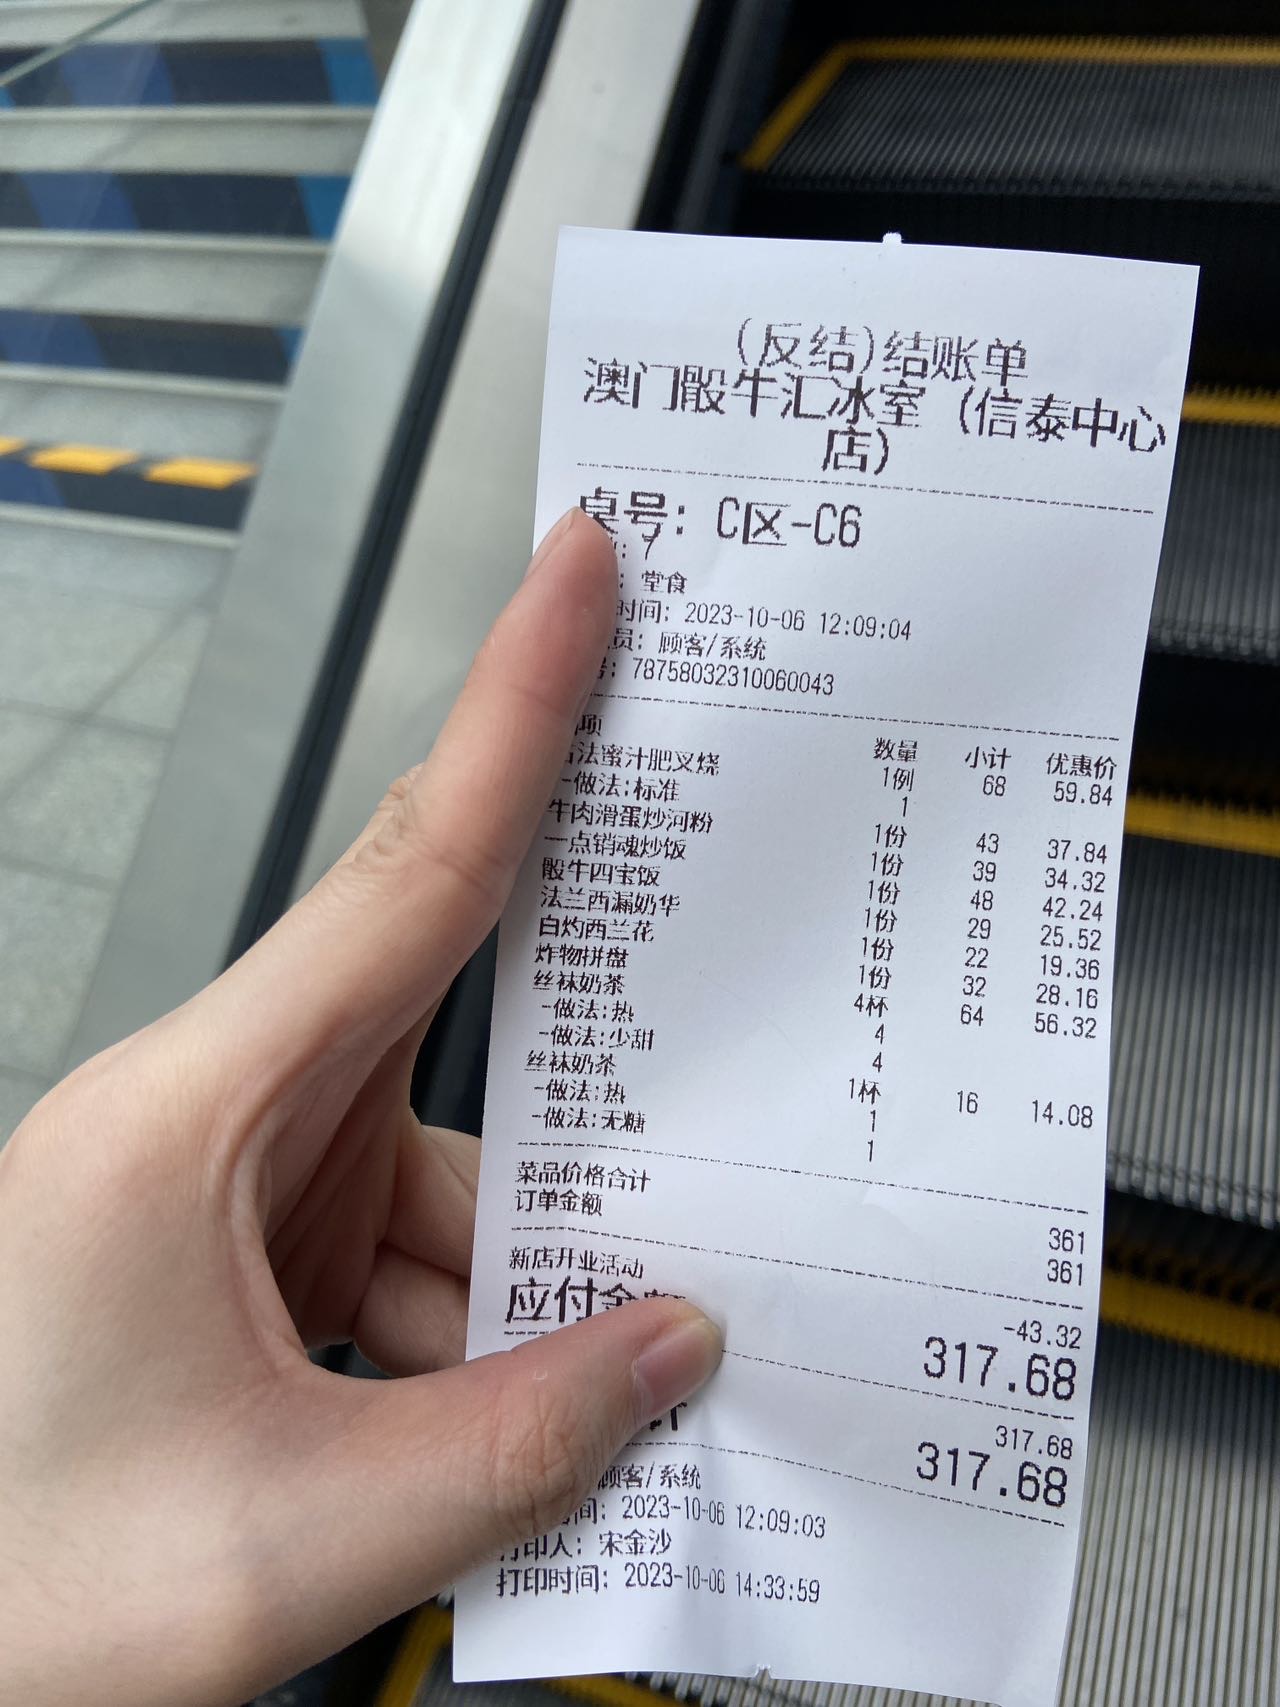 (反结)结账单
澳门骰牛汇冰室（信泰中心
店）
桌号: C区-C6
: 7
: 堂食
时间: 2023-10-06 12:09:04
员: 顾客/系统
: 78758032310060043
项 数量 小计 优惠价
古法蜜汁肥叉烧 1例 68 59.84
-做法:标准 1
牛肉滑蛋炒河粉 1份 43 37.84
一点销魂炒饭 1份 39 34.32
骰牛四宝饭 1份 48 42.24
法兰西漏奶华 1份 29 25.52
白灼西兰花 1份 22 19.36
炸物拼盘 1份 32 28.16
丝袜奶茶 4杯 64 56.32
-做法:热 4
-做法:少甜 4
丝袜奶茶 1杯 16 14.08
-做法:热 1
-做法:无糖 1
菜品价格合计 361
订单金额 361
新店开业活动 -43.32
应付金额 317.68
317.68
计 317.68
顾客/系统
时间: 2023-10-06 12:09:03
打印人: 宋金沙
打印时间: 2023-10-06 14:33:59